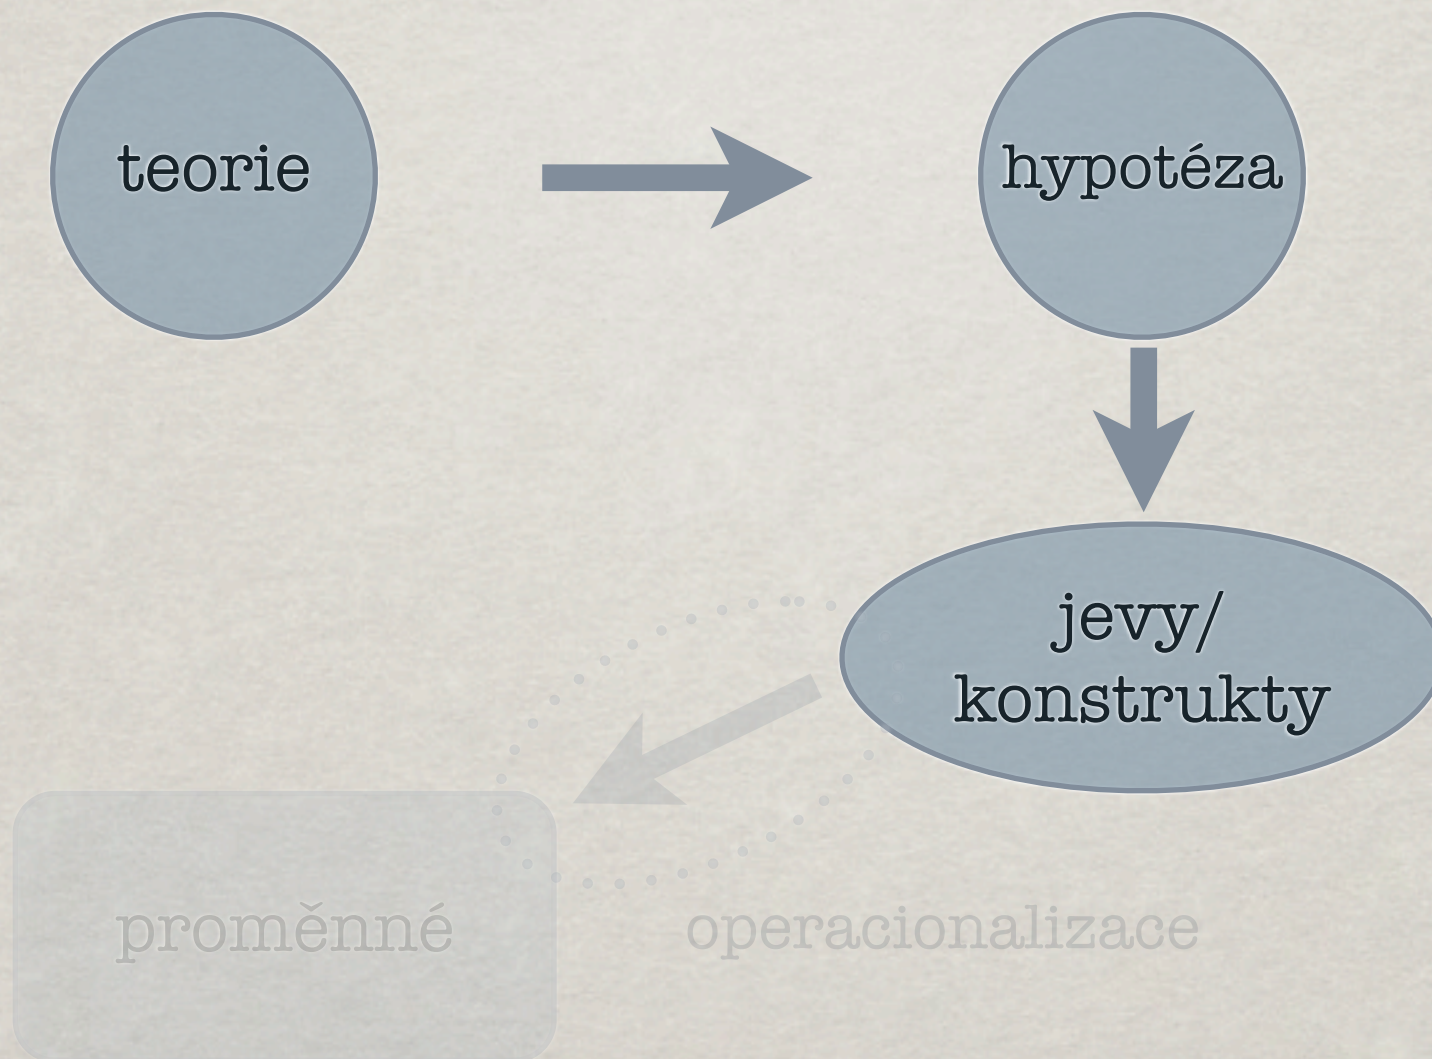 teorie
hypotéza
jevy/
konstrukty
proměnné
operacionalizace